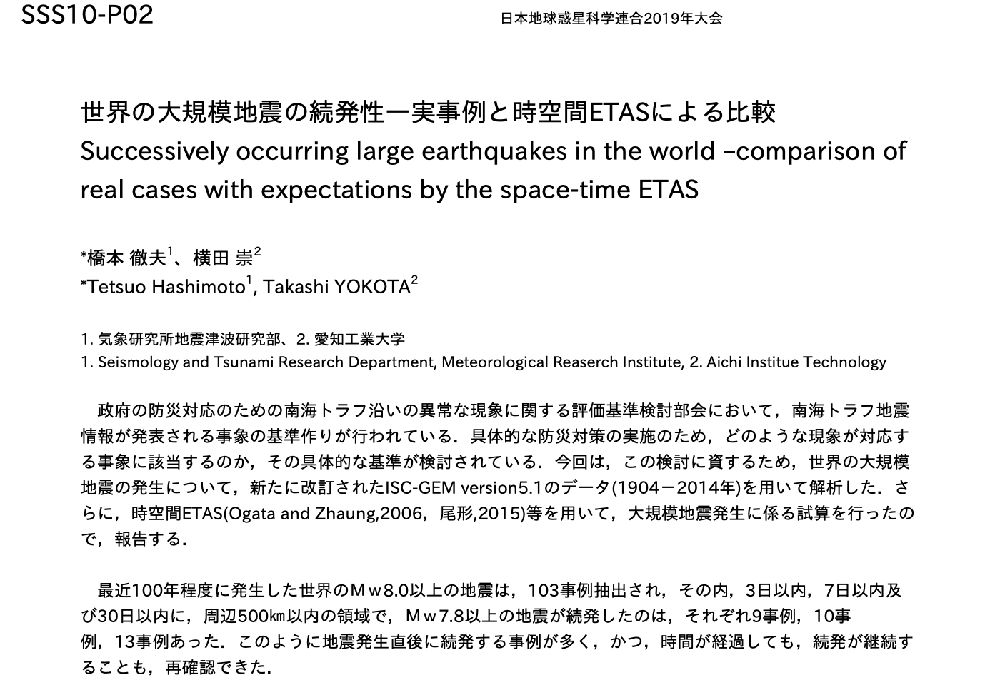 SSS10-P02
日本地球惑星科学連合2019年大会
世界の大規模地震の続発性ー実事例と時空間ETASによる比較
Successively occurring large earthquakes in the world –comparison of
real cases with expectations by the space-time ETAS
*橋本 徹夫1、横田 崇2
*Tetsuo Hashimoto1, Takashi YOKOTA2
1. 気象研究所地震津波研究部、2. 愛知工業大学
1. Seismology and Tsunami Research Department, Meteorological Reaserch Institute, 2. Aichi Institue Technology
政府の防災対応のための南海トラフ沿いの異常な現象に関する評価基準検討部会において，南海トラフ地震
情報が発表される事象の基準作りが行われている．具体的な防災対策の実施のため，どのような現象が対応す
る事象に該当するのか，その具体的な基準が検討されている．今回は，この検討に資するため，世界の大規模
地震の発生について，新たに改訂されたISC-GEM version5.1のデータ(1904－2014年)を用いて解析した．さ
らに，時空間ETAS(Ogata and Zhaung,2006，尾形,2015)等を用いて，大規模地震発生に係る試算を行ったの
で，報告する．
最近100年程度に発生した世界のＭｗ8.0以上の地震は，103事例抽出され，その内，3日以内，7日以内及
び30日以内に，周辺500㎞以内の領域で，Ｍｗ7.8以上の地震が続発したのは，それぞれ9事例，10事
例，13事例あった．このように地震発生直後に続発する事例が多く，かつ，時間が経過しても，続発が継続す
ることも，再確認できた．